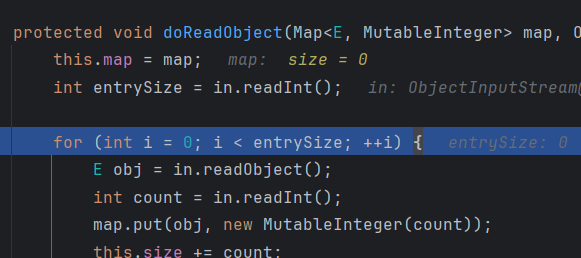 protected void doReadObject(Map<E, MutableInteger> map, O
this.map = map; map: size = 0
int entrySize = in.readInt(); in: ObjectInputStream@
for (int i = 0; i < entrySize; ++i) { entrySize: 0
E obj = in.readObject();
int count = in.readInt();
map.put(obj, new MutableInteger(count));
this.size += count;